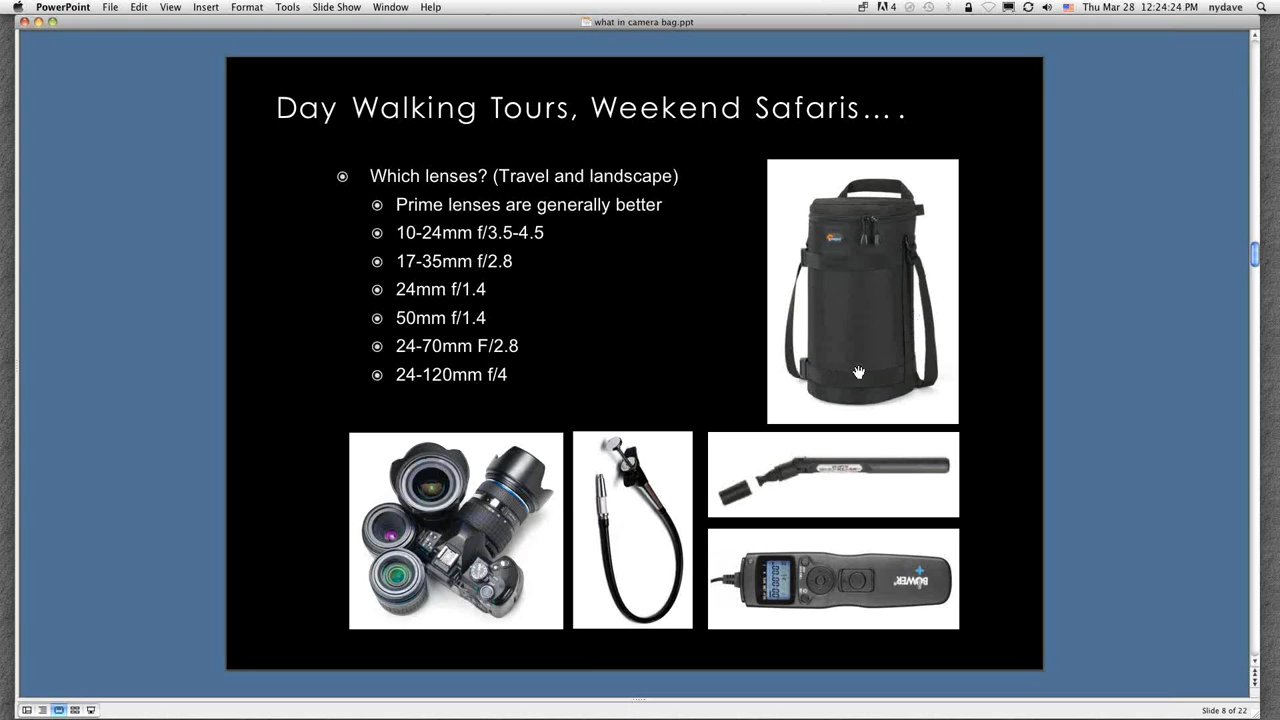 PowerPoint File Edit View Insert Format Tools Slide Show Window Help 4 Thu Mar 28 12:24:24 PM nydave
what in camera bag.ppt
Day Walking Tours, Weekend Safaris….
Which lenses? (Travel and landscape)
Prime lenses are generally better
10-24mm f/3.5-4.5
17-35mm f/2.8
24mm f/1.4
50mm f/1.4
24-70mm F/2.8
24-120mm f/4
BOWER
Slide 8 of 22